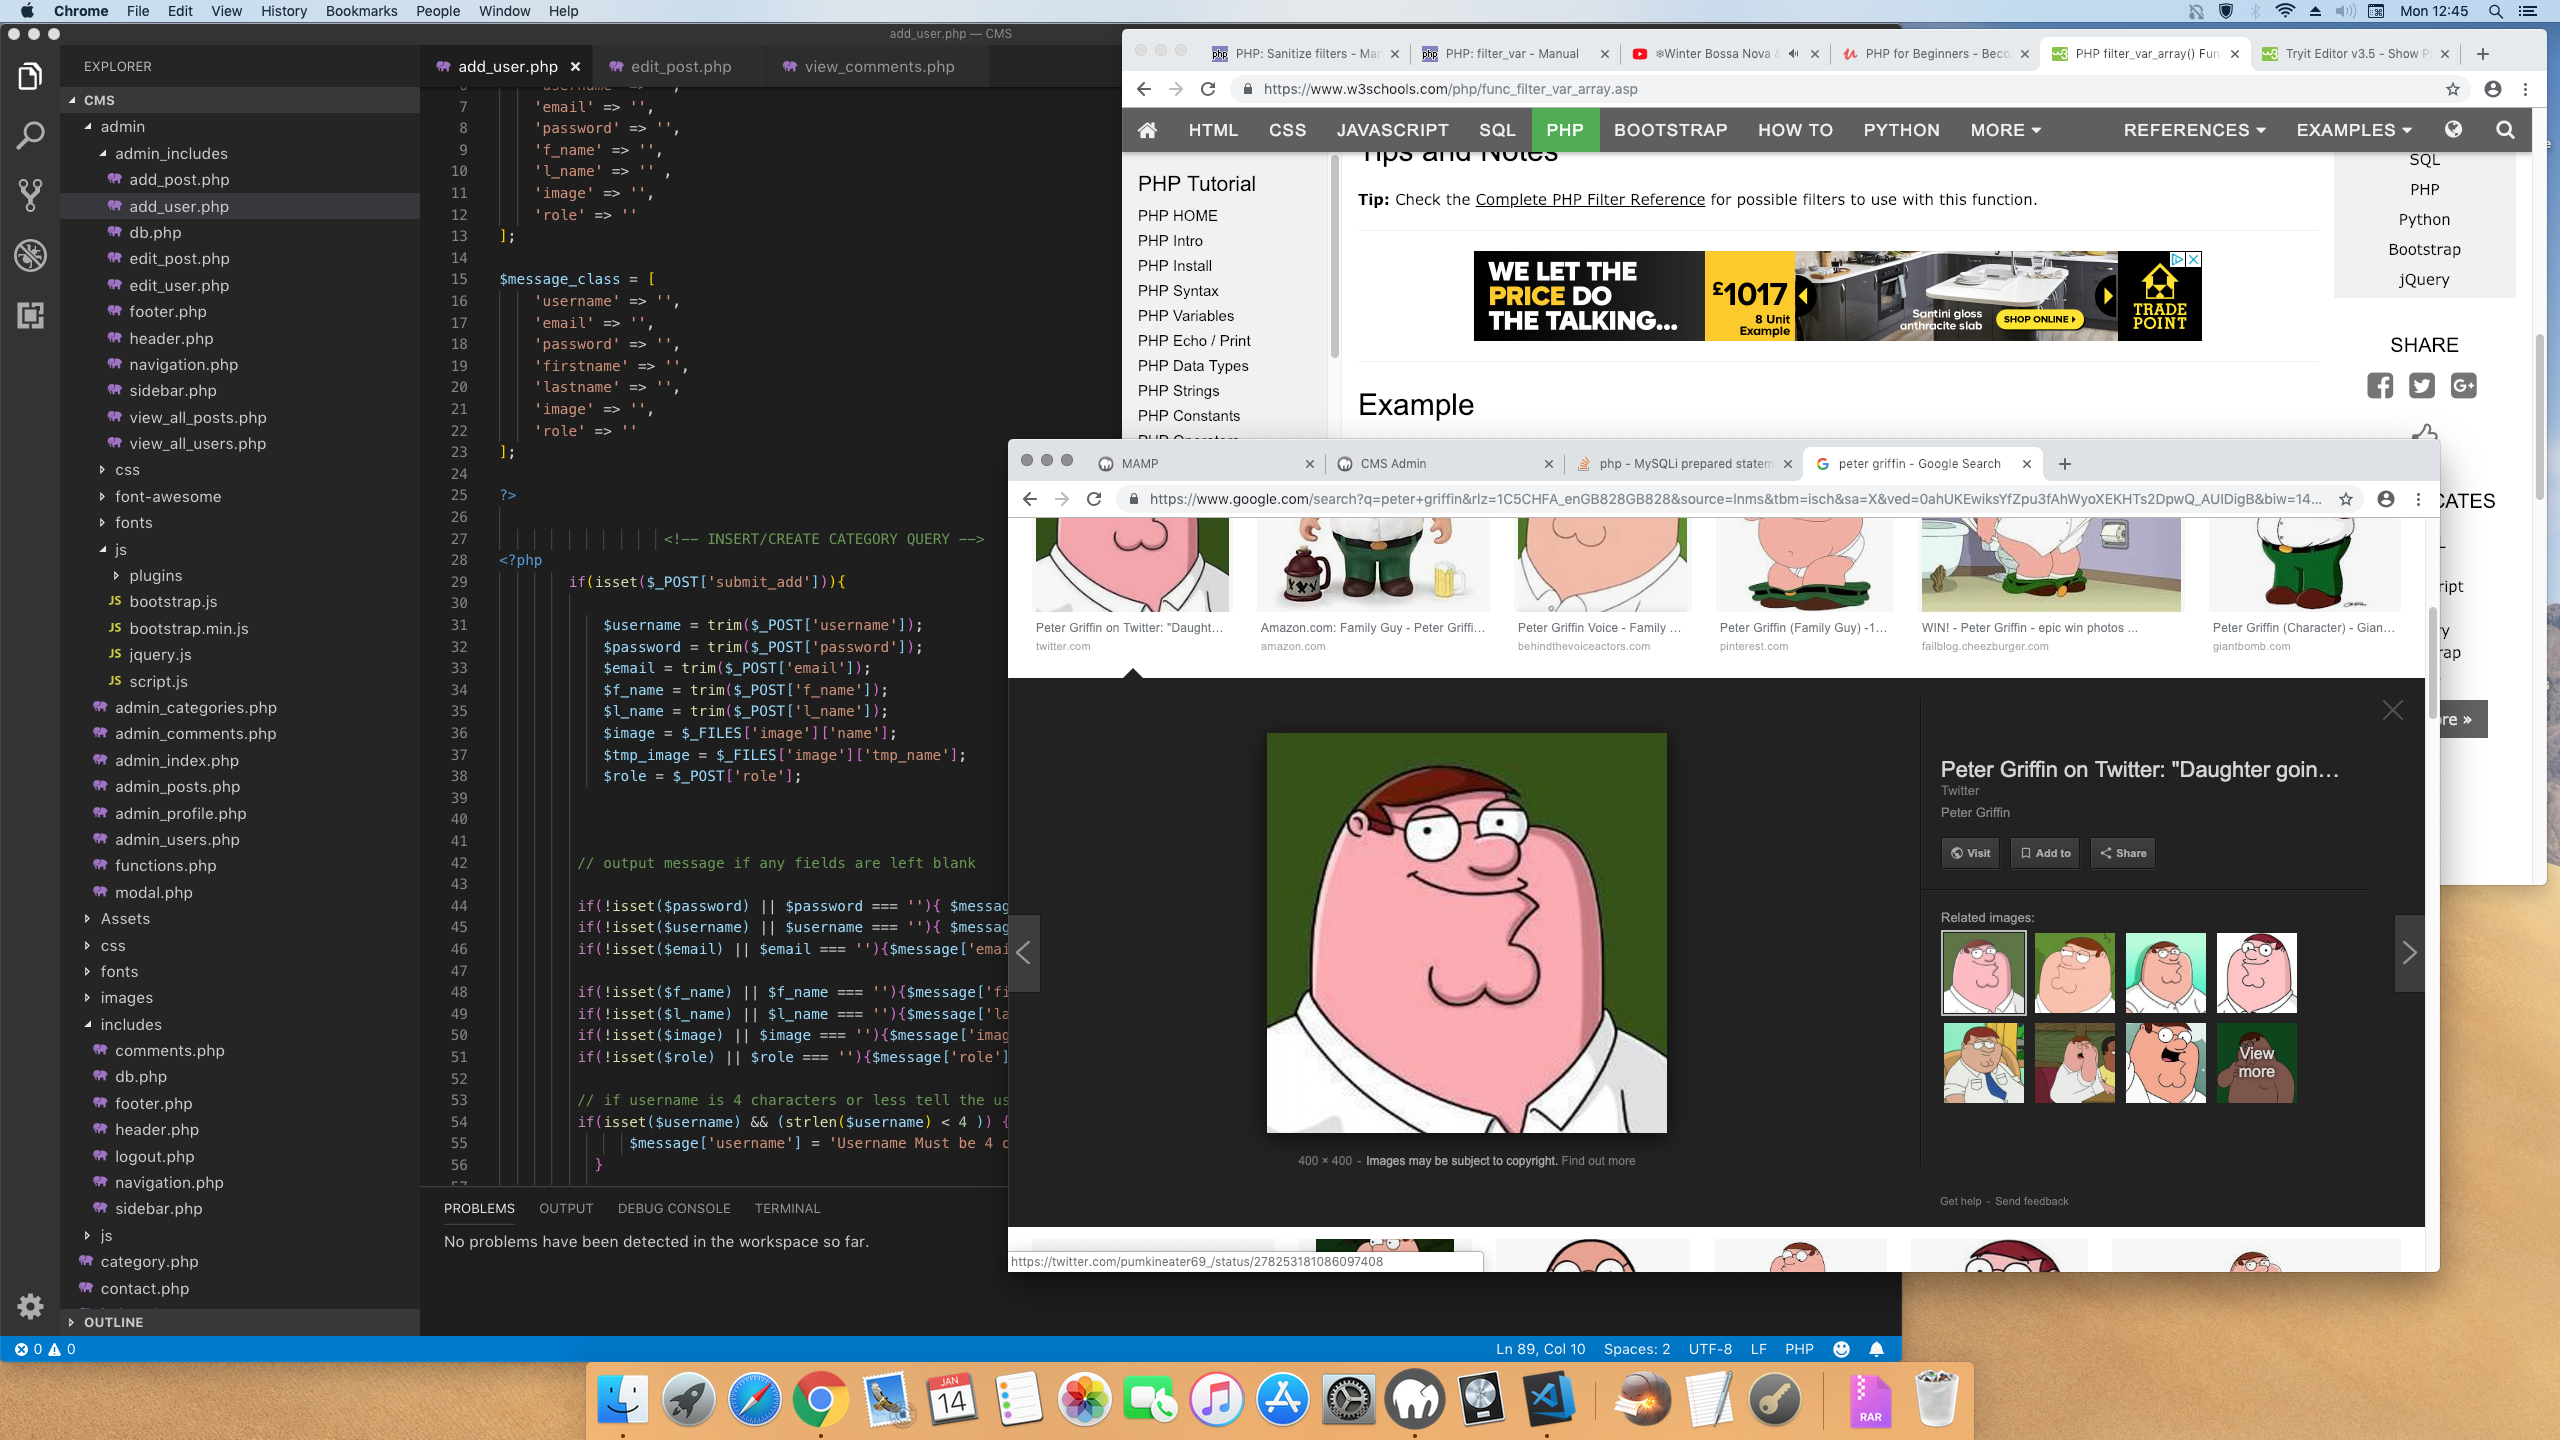 Chrome File Edit View History Bookmarks People Window Help
Mon 12:45
add_user.php — CMS
EXPLORER
CMS
admin
admin_includes
add_post.php
add_user.php
db.php
edit_post.php
edit_user.php
footer.php
header.php
navigation.php
sidebar.php
view_all_posts.php
view_all_users.php
css
font-awesome
fonts
js
plugins
JS bootstrap.js
JS bootstrap.min.js
JS jquery.js
JS script.js
admin_categories.php
admin_comments.php
admin_index.php
admin_posts.php
admin_profile.php
admin_users.php
functions.php
modal.php
Assets
css
fonts
images
includes
comments.php
db.php
footer.php
header.php
logout.php
navigation.php
sidebar.php
js
category.php
contact.php
OUTLINE
add_user.php edit_post.php view_comments.php
7 'email' => '',
8 'password' => '',
9 'f_name' => '',
10 'l_name' => '' ,
11 'image' => '',
12 'role' => ''
13 ];
14
15 $message_class = [
16 'username' => '',
17 'email' => '',
18 'password' => '',
19 'firstname' => '',
20 'lastname' => '',
21 'image' => '',
22 'role' => ''
23 ];
24
25 ?>
26
27 <!-- INSERT/CREATE CATEGORY QUERY -->
28 <?php
29 if(isset($_POST['submit_add'])){
30
31 $username = trim($_POST['username']);
32 $password = trim($_POST['password']);
33 $email = trim($_POST['email']);
34 $f_name = trim($_POST['f_name']);
35 $l_name = trim($_POST['l_name']);
36 $image = $_FILES['image']['name'];
37 $tmp_image = $_FILES['image']['tmp_name'];
38 $role = $_POST['role'];
39
40
41
42 // output message if any fields are left blank
43
44 if(!isset($password) || $password === ''){ $messag
45 if(!isset($username) || $username === ''){ $messag
46 if(!isset($email) || $email === ''){$message['emai
47
48 if(!isset($f_name) || $f_name === ''){$message['fi
49 if(!isset($l_name) || $l_name === ''){$message['la
50 if(!isset($image) || $image === ''){$message['imag
51 if(!isset($role) || $role === ''){$message['role']
52
53 // if username is 4 characters or less tell the us
54 if(isset($username) && (strlen($username) < 4 )) {
55 $message['username'] = 'Username Must be 4 o
56 }
PROBLEMS OUTPUT DEBUG CONSOLE TERMINAL
No problems have been detected in the workspace so far.
0 0
Ln 89, Col 10 Spaces: 2 UTF-8 LF PHP
PHP: Sanitize filters - Mar
PHP: filter_var - Manual
Winter Bossa Nova
PHP for Beginners - Beco
PHP filter_var_array() Fun
Tryit Editor v3.5 - Show P
https://www.w3schools.com/php/func_filter_var_array.asp
HTML CSS JAVASCRIPT SQL PHP BOOTSTRAP HOW TO PYTHON MORE REFERENCES EXAMPLES
PHP Tutorial
PHP HOME
PHP Intro
PHP Install
PHP Syntax
PHP Variables
PHP Echo / Print
PHP Data Types
PHP Strings
PHP Constants
PHP Operators
Tips and Notes
Tip: Check the Complete PHP Filter Reference for possible filters to use with this function.
WE LET THE
PRICE DO
THE TALKING...
£1017
8 Unit
Example
Santini gloss
anthracite slab
SHOP ONLINE
TRADE
POINT
Example
SQL
PHP
Python
Bootstrap
jQuery
SHARE
CATES
ript
ry
rap
ore »
MAMP
CMS Admin
php - MySQLi prepared statem
peter griffin - Google Search
https://www.google.com/search?q=peter+griffin&rlz=1C5CHFA_enGB828GB828&source=lnms&tbm=isch&sa=X&ved=0ahUKEwiksYfZpu3fAhWyoXEKHTs2DpwQ_AUIDigB&biw=14...
Peter Griffin on Twitter: "Daught...
twitter.com
Amazon.com: Family Guy - Peter Griffi...
amazon.com
Peter Griffin Voice - Family ...
behindthevoiceactors.com
Peter Griffin (Family Guy) -1...
pinterest.com
WIN! - Peter Griffin - epic win photos ...
failblog.cheezburger.com
Peter Griffin (Character) - Gian...
giantbomb.com
XXX
Peter Griffin on Twitter: "Daughter goin...
Twitter
Peter Griffin
Visit Add to Share
Related images:
View
more
400 × 400 - Images may be subject to copyright. Find out more
Get help - Send feedback
https://twitter.com/pumkineater69_/status/278253181086097408
JAN
14
RAR